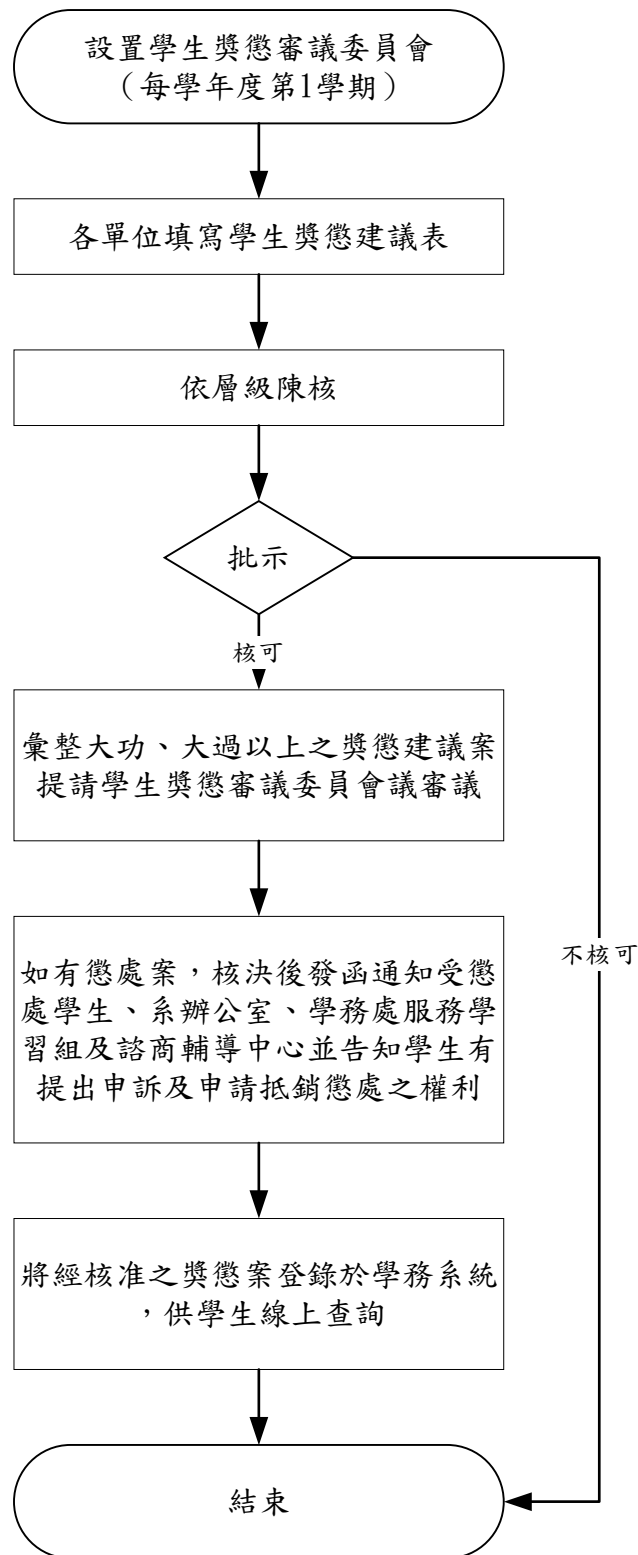 設置學生獎懲審議委員會
（每學年度第1學期）
各單位填寫學生獎懲建議表
依層級陳核
批示
核可
彙整大功、大過以上之獎懲建議案
提請學生獎懲審議委員會議審議
不核可
如有懲處案，核決後發函通知受懲
處學生、系辦公室、學務處服務學
習組及諮商輔導中心並告知學生有
提出申訴及申請抵銷懲處之權利
將經核准之獎懲案登錄於學務系統
，供學生線上查詢
結束